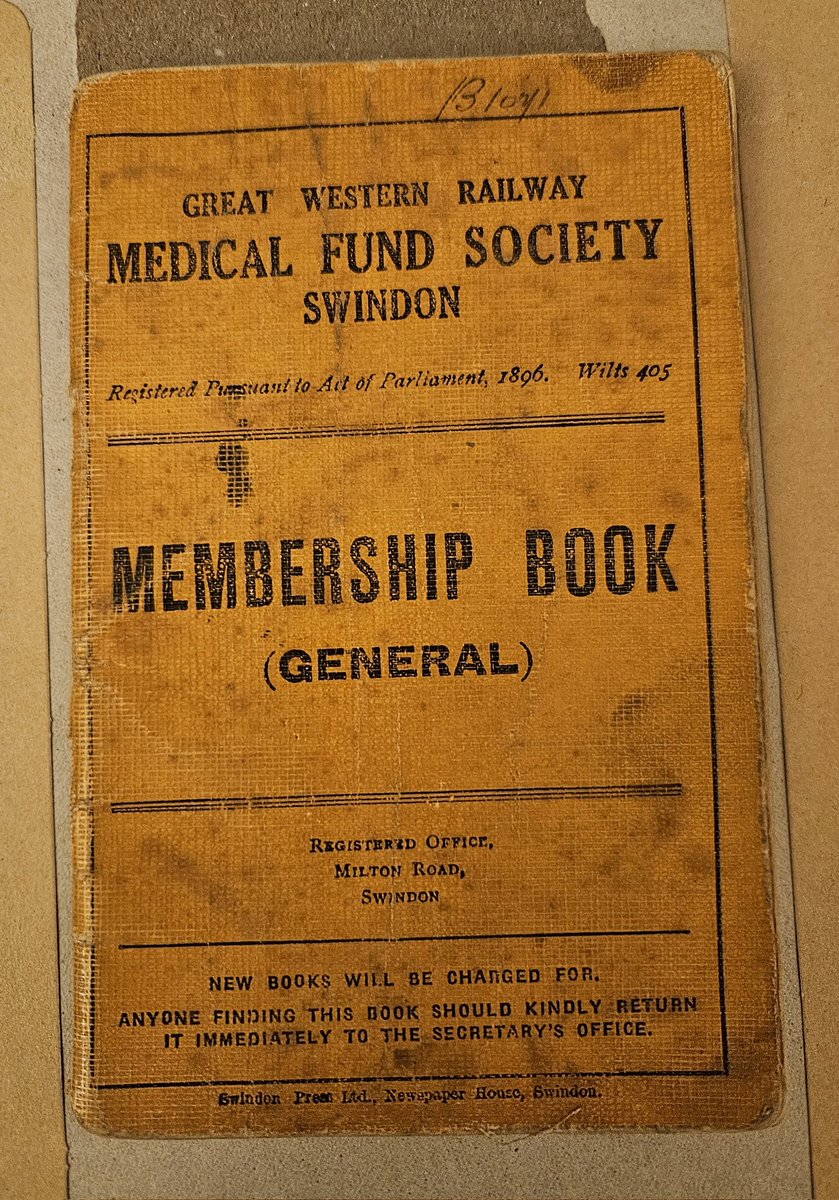 GREAT WESTERN RAILWAY
MEDICAL FUND SOCIETY
SWINDON
Registered Pursuant to Act of Parliament, 1896. Wilts 405
MEMBERSHIP BOOK
(GENERAL)
REGISTERED OFFICE,
MILTON ROAD,
SWINDON
NEW BOOKS WILL BE CHARGED FOR.
ANYONE FINDING THIS BOOK SHOULD KINDLY RETURN
IT IMMEDIATELY TO THE SECRETARY'S OFFICE.
Swindon Press Ltd., Newspaper House, Swindon.